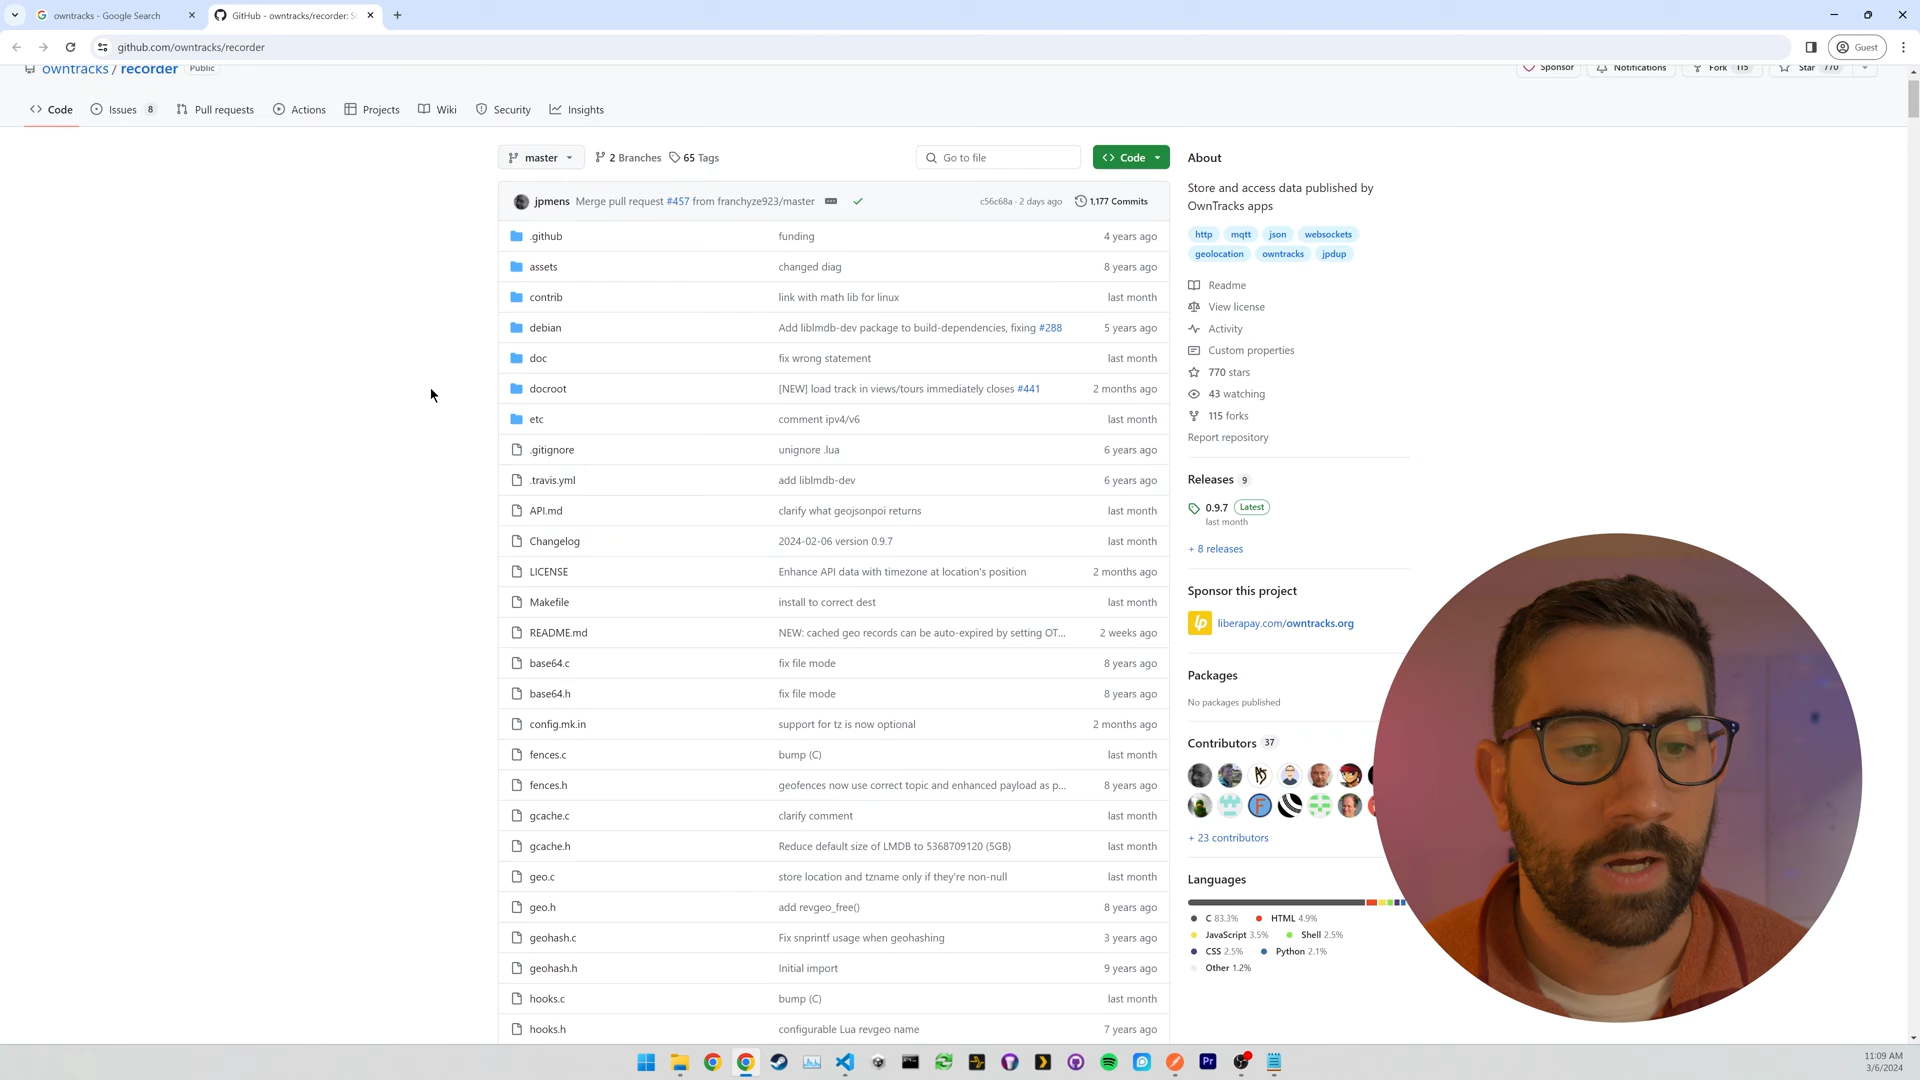 owntracks - Google Search
GitHub - owntracks/recorder: S
github.com/owntracks/recorder
Guest
owntracks / recorder Public
Sponsor
Notifications
Fork 115
Star 770
Code
Issues 8
Pull requests
Actions
Projects
Wiki
Security
Insights
master
2 Branches
65 Tags
Go to file
Code
jpmens Merge pull request #457 from franchyze923/master c56c68a · 2 days ago 1,177 Commits
.github funding 4 years ago
assets changed diag 8 years ago
contrib link with math lib for linux last month
debian Add liblmdb-dev package to build-dependencies, fixing #288 5 years ago
doc fix wrong statement last month
docroot [NEW] load track in views/tours immediately closes #441 2 months ago
etc comment ipv4/v6 last month
.gitignore unignore .lua 6 years ago
.travis.yml add liblmdb-dev 6 years ago
API.md clarify what geojsonpoi returns last month
Changelog 2024-02-06 version 0.9.7 last month
LICENSE Enhance API data with timezone at location's position 2 months ago
Makefile install to correct dest last month
README.md NEW: cached geo records can be auto-expired by setting OT... 2 weeks ago
base64.c fix file mode 8 years ago
base64.h fix file mode 8 years ago
config.mk.in support for tz is now optional 2 months ago
fences.c bump (C) last month
fences.h geofences now use correct topic and enhanced payload as p... 8 years ago
gcache.c clarify comment last month
gcache.h Reduce default size of LMDB to 5368709120 (5GB) last month
geo.c store location and tzname only if they're non-null last month
geo.h add revgeo_free() 8 years ago
geohash.c Fix snprintf usage when geohashing 3 years ago
geohash.h Initial import 9 years ago
hooks.c bump (C) last month
hooks.h configurable Lua revgeo name 7 years ago
About
Store and access data published by
OwnTracks apps
http mqtt json websockets
geolocation owntracks jpdup
Readme
View license
Activity
Custom properties
770 stars
43 watching
115 forks
Report repository
Releases 9
0.9.7 Latest
last month
+ 8 releases
Sponsor this project
lp liberapay.com/owntracks.org
Packages
No packages published
Contributors 37
F
+ 23 contributors
Languages
C 83.3% HTML 4.9%
JavaScript 3.5% Shell 2.5%
CSS 2.5% Python 2.1%
Other 1.2%
Pr
11:09 AM
3/6/2024